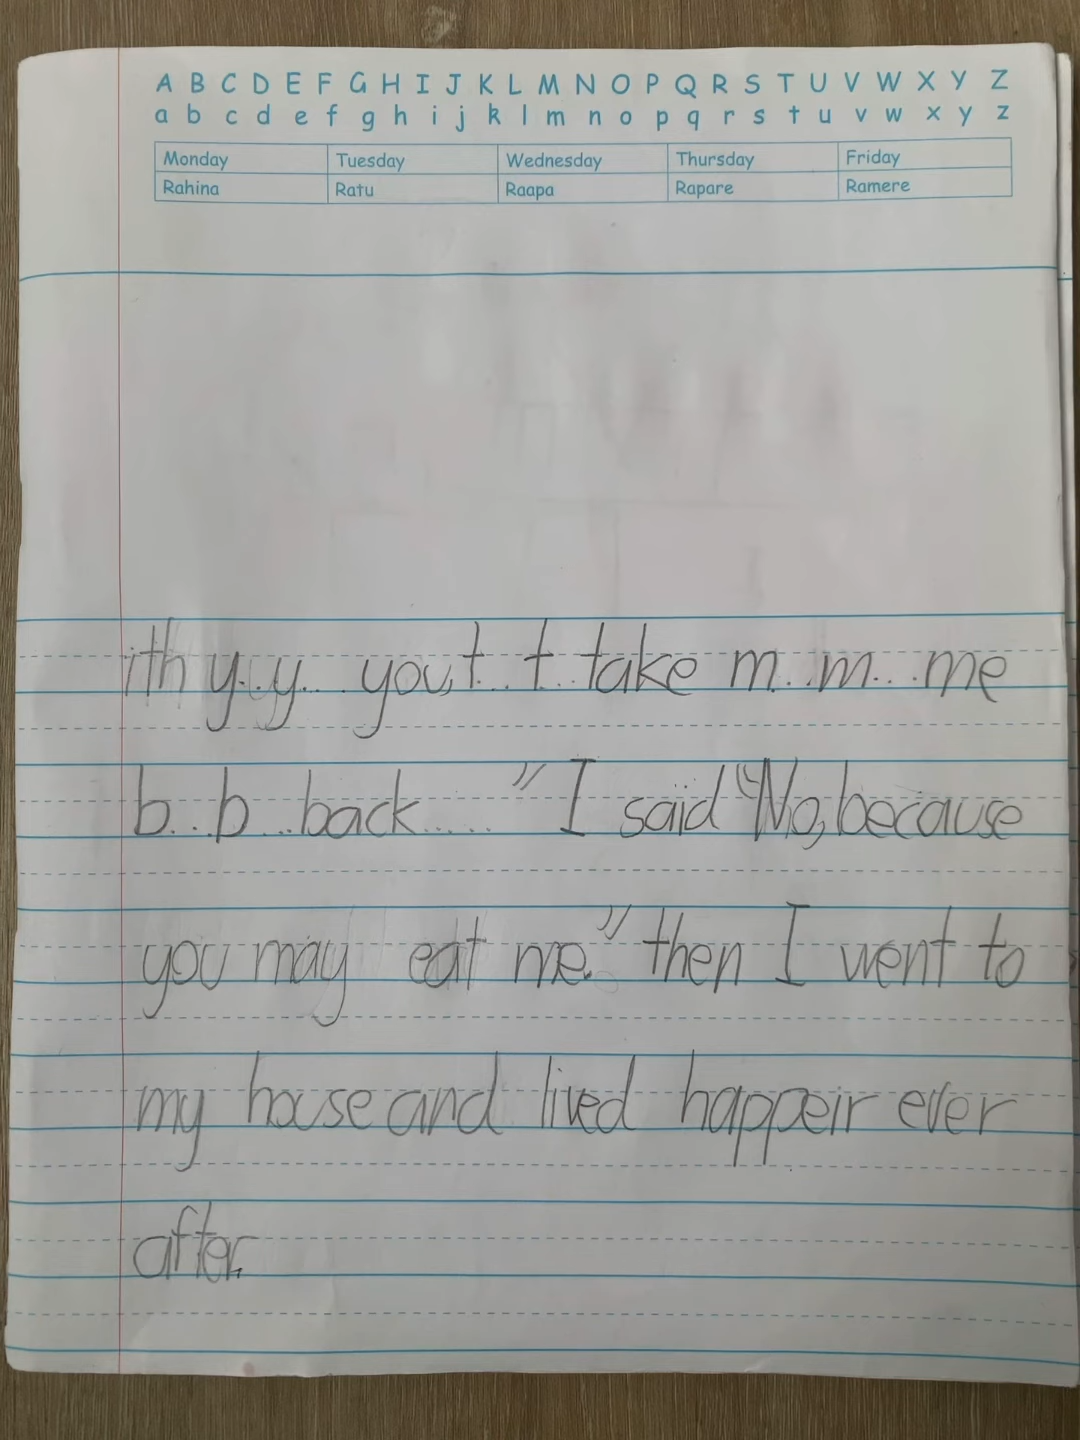 A B C D E F G H I J K L M N O P Q R S T U V W X Y Z
a b c d e f g h i j k l m n o p q r s t u v w x y z
Monday Tuesday Wednesday Thursday Friday
Rahina Ratu Raapa Rapare Ramere
ith y..y... you, t...t...take m..m...me
b...b...back....." I said "No, because
you may eat me." then I went to
my house and lived happeir ever
after.